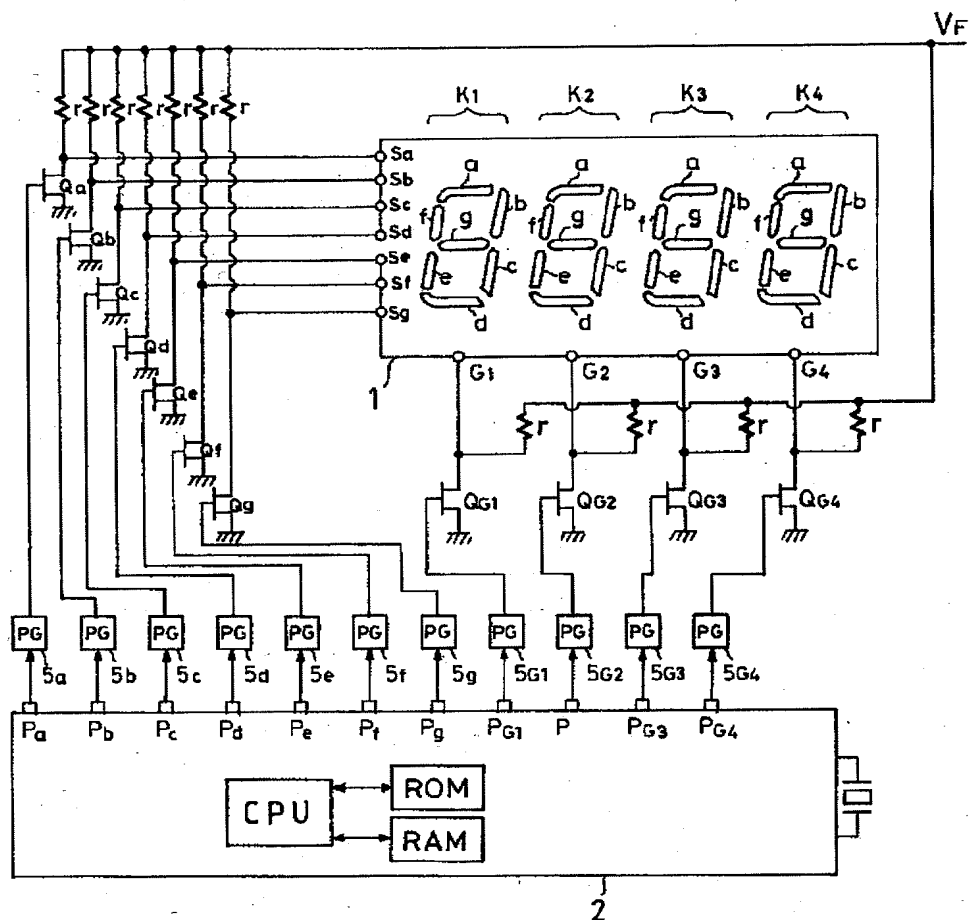 VF
r r r r r r r
K1 K2 K3 K4
Sa
Sb
Sc
Sd
Se
Sf
Sg
a b c d e f g
a b c d e f g
a b c d e f g
a b c d e f g
Qa
Qb
Qc
Qd
Qe
Qf
Qg
1
G1 G2 G3 G4
r r r r
QG1 QG2 QG3 QG4
PG PG PG PG PG PG PG PG PG PG PG
5a 5b 5c 5d 5e 5f 5g 5G1 5G2 5G3 5G4
Pa Pb Pc Pd Pe Pf Pg PG1 P PG3 PG4
CPU
ROM
RAM
2